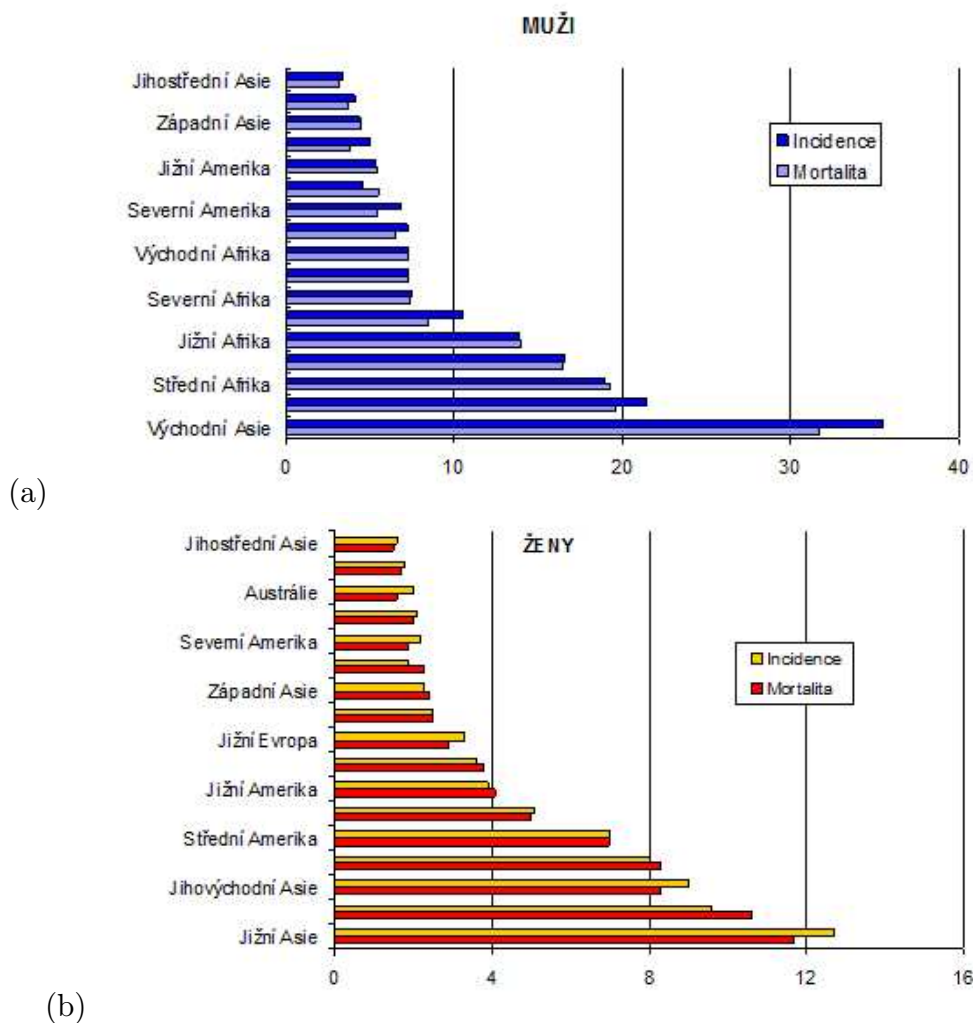 MUŽI
Jihostřední Asie
Západní Asie
Jižní Amerika
Severní Amerika
Východní Afrika
Severní Afrika
Jižní Afrika
Střední Afrika
Východní Asie
Incidence
Mortalita
0 10 20 30 40
(a)
ŽENY
Jihostřední Asie
Austrálie
Severní Amerika
Západní Asie
Jižní Evropa
Jižní Amerika
Střední Amerika
Jihovýchodní Asie
Jižní Asie
Incidence
Mortalita
0 4 8 12 16
(b)